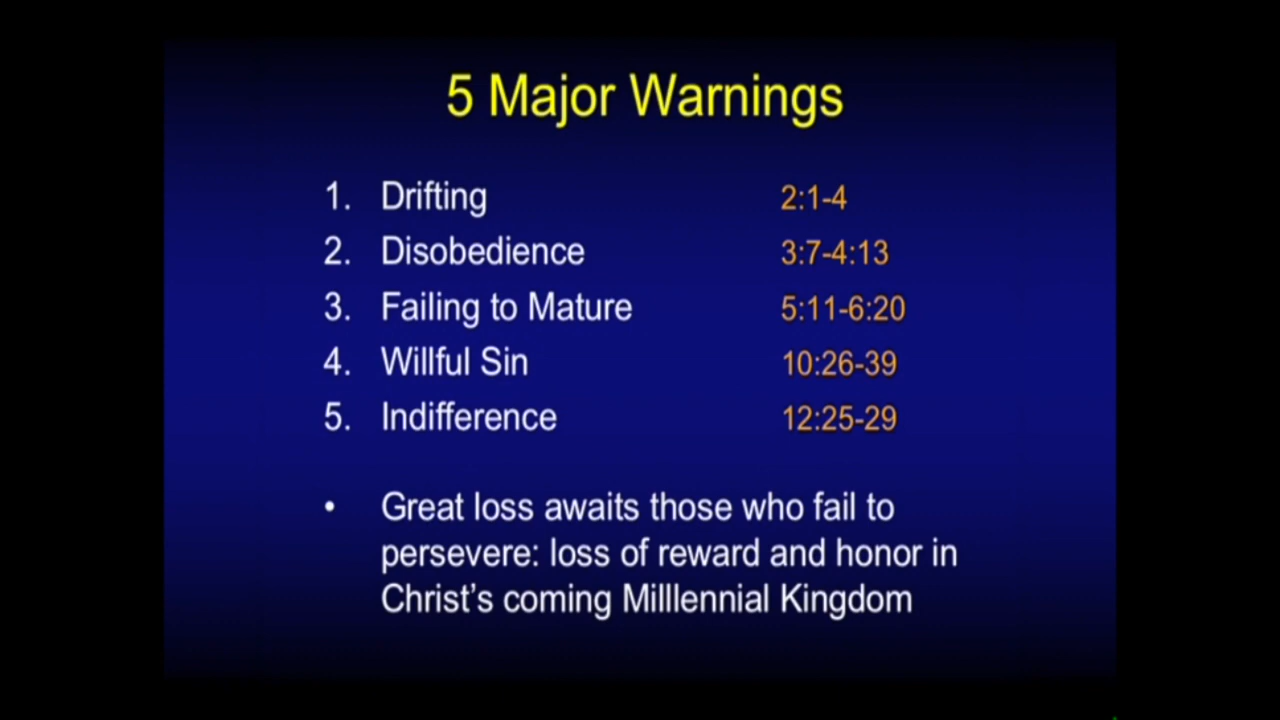 5 Major Warnings
1. Drifting 2:1-4
2. Disobedience 3:7-4:13
3. Failing to Mature 5:11-6:20
4. Willful Sin 10:26-39
5. Indifference 12:25-29
• Great loss awaits those who fail to
persevere: loss of reward and honor in
Christ's coming Milllennial Kingdom